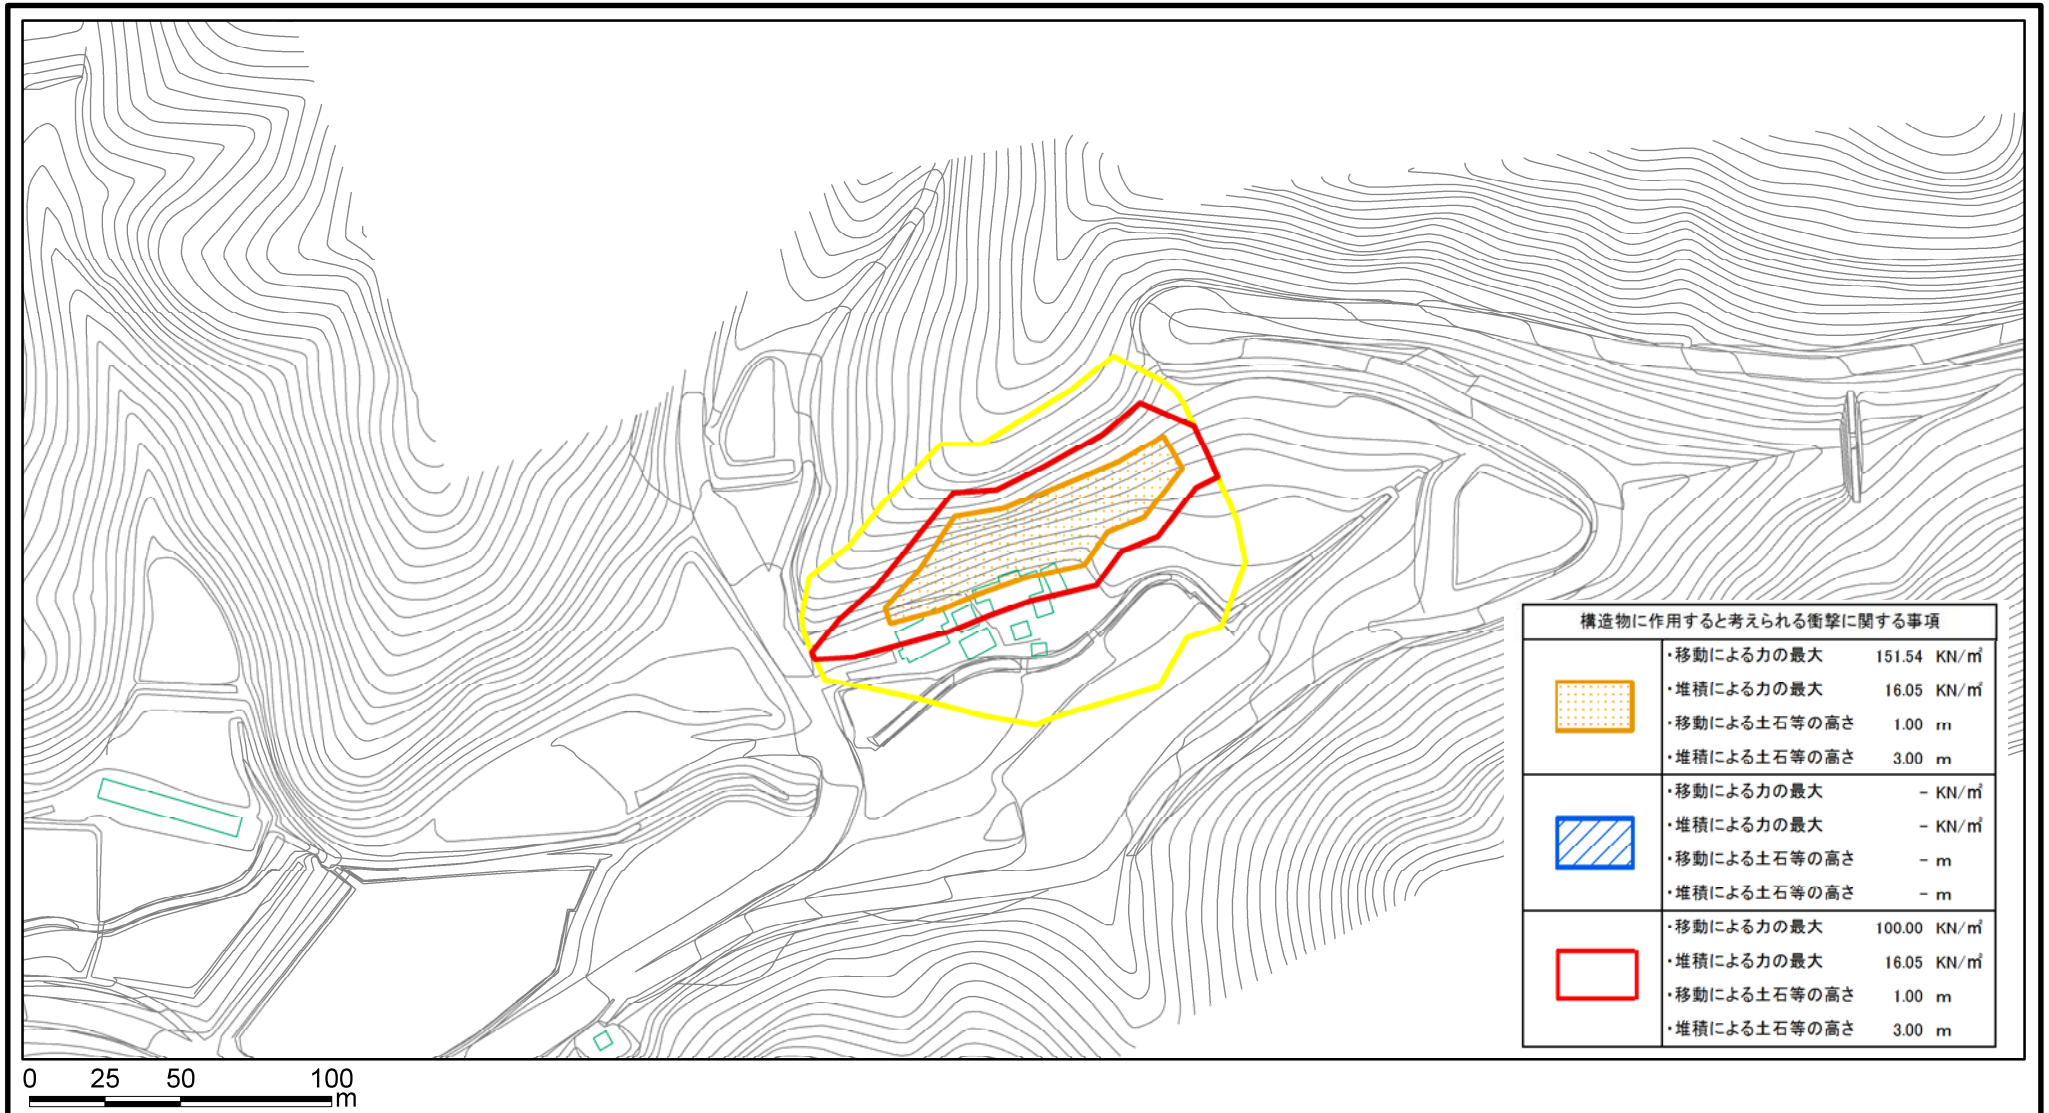 構造物に作用すると考えられる衝撃に関する事項
・移動による力の最大 151.54 KN/㎡
・堆積による力の最大 16.05 KN/㎡
・移動による土石等の高さ 1.00 m
・堆積による土石等の高さ 3.00 m
・移動による力の最大 - KN/㎡
・堆積による力の最大 - KN/㎡
・移動による土石等の高さ - m
・堆積による土石等の高さ - m
・移動による力の最大 100.00 KN/㎡
・堆積による力の最大 16.05 KN/㎡
・移動による土石等の高さ 1.00 m
・堆積による土石等の高さ 3.00 m
0 25 50 100
m